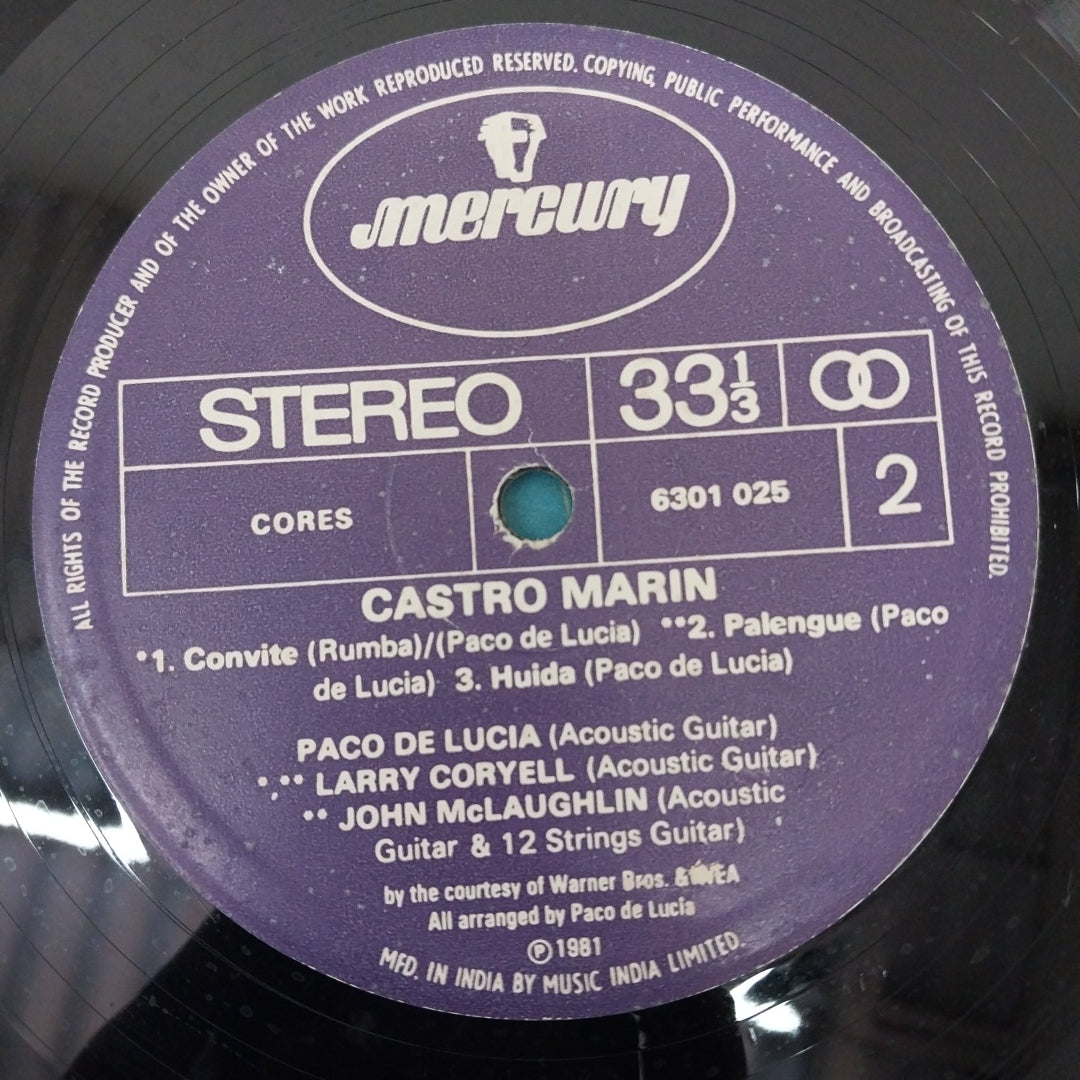 ALL RIGHTS OF THE RECORD PRODUCER AND OF THE OWNER OF THE WORK REPRODUCED RESERVED. COPYING, PUBLIC PERFORMANCE AND BROADCASTING OF THIS RECORD PROHIBITED.
mercury
STEREO 33 1/3
CORES 6301 025 2
CASTRO MARIN
*1. Convite (Rumba)/(Paco de Lucia) **2. Palengue (Paco
de Lucia) 3. Huida (Paco de Lucia)
PACO DE LUCIA (Acoustic Guitar)
*,** LARRY CORYELL (Acoustic Guitar)
** JOHN McLAUGHLIN (Acoustic
Guitar & 12 Strings Guitar)
by the courtesy of Warner Bros. &
All arranged by Paco de Lucia
℗ 1981
MFD. IN INDIA BY MUSIC INDIA LIMITED.